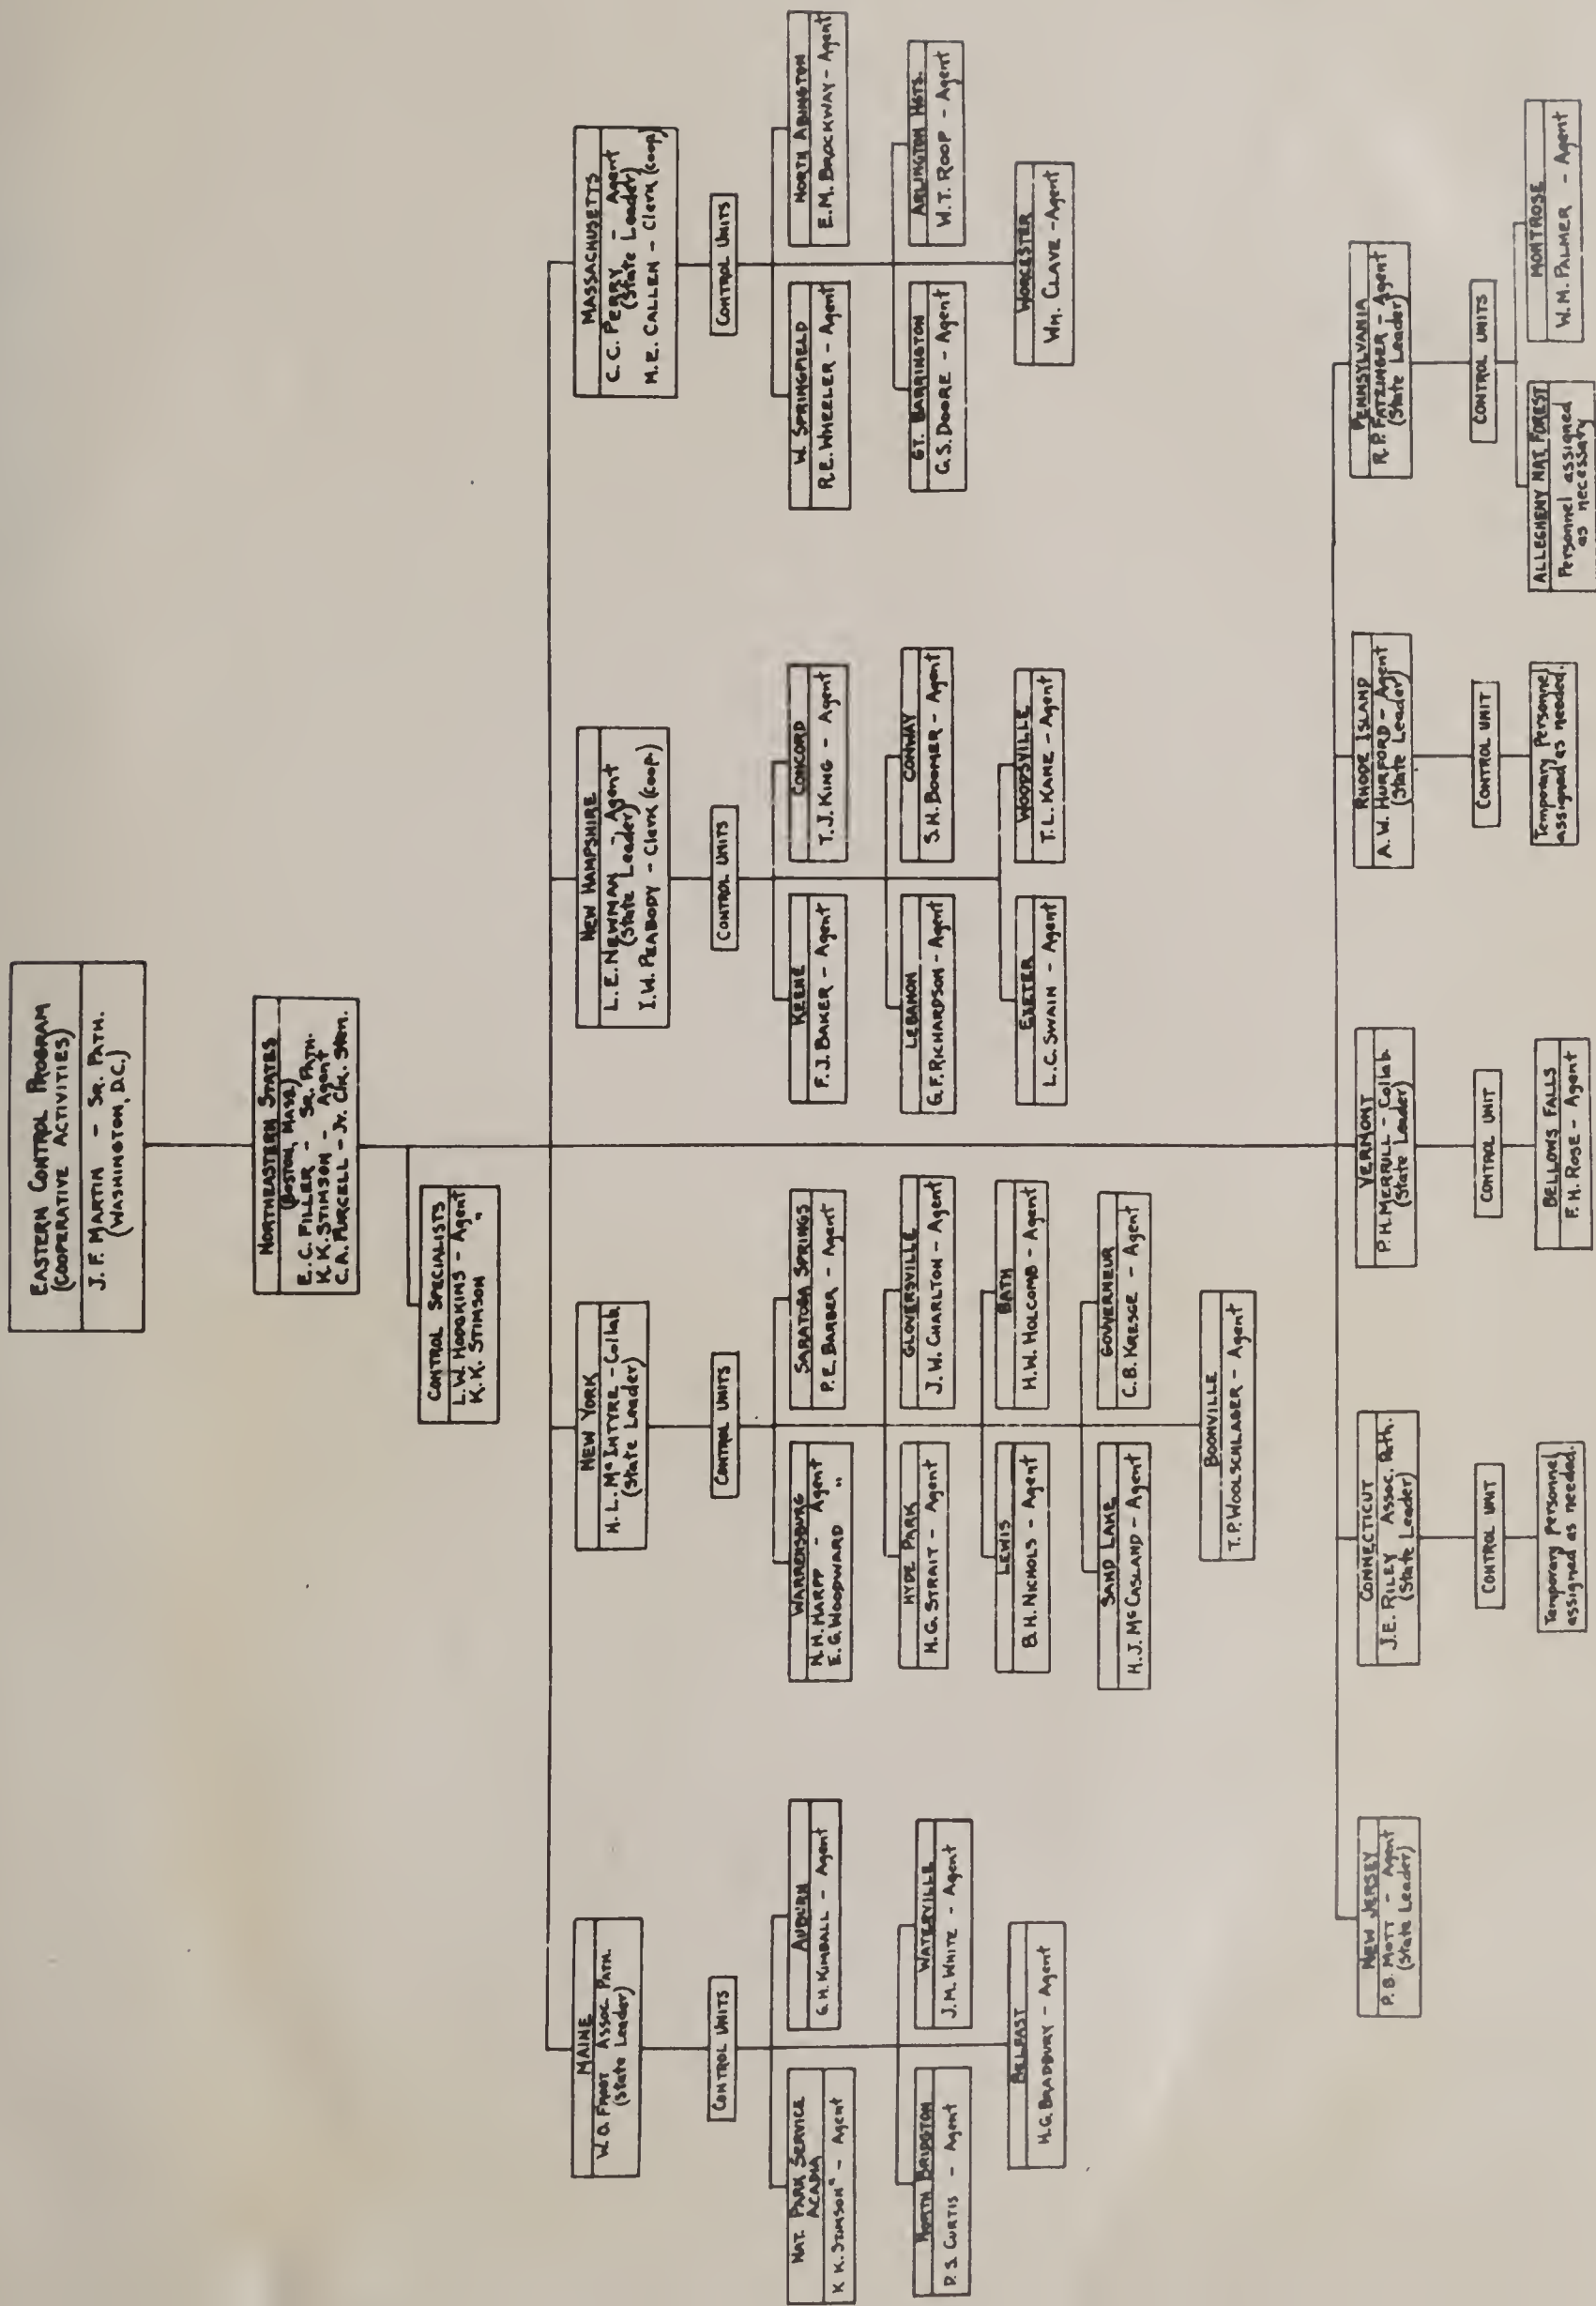 EASTERN CONTROL PROGRAM
(COOPERATIVE ACTIVITIES)
J. F. MARTIN - SR. PATH.
(WASHINGTON, D.C.)
NORTHEASTERN STATES
(BOSTON, MASS.)
E. C. FILLER - SR. PATH.
K. K. STIMSON - Agent
C. A. PURCELL - Jr. Clk. Sten.
CONTROL SPECIALISTS
L. W. HODGKINS - Agent
K. K. STIMSON "
MAINE
W. O. FROST ASSOC. PATH.
(State Leader)
CONTROL UNITS
NAT. PARK SERVICE
ACADIA
K. K. STIMSON" - Agent
AUBURN
G. H. KIMBALL - Agent
NORTH BRIDGTON
D. S. CURTIS - Agent
WATERVILLE
J. M. WHITE - Agent
BELFAST
H. G. BRADBURY - Agent
NEW YORK
H. L. McINTYRE - Collab.
(State Leader)
CONTROL UNITS
WARRENSBURG
N. H. HARPP - Agent
E. G. WOODWARD "
SARATOGA SPRINGS
P. E. BARBER - Agent
HYDE PARK
H. G. STRAIT - Agent
GLOVERSVILLE
J. W. CHARLTON - Agent
LEWIS
B. H. NICHOLS - Agent
BATH
H. W. HOLCOMB - Agent
SAND LAKE
H. J. McCASLAND - Agent
GOUVERNEUR
C. B. KRESGE - Agent
BOONVILLE
T. P. WOOLSCHLAGER - Agent
NEW HAMPSHIRE
L. E. NEWMAN - Agent
(State Leader)
I. W. PEABODY - Clerk (Coop.)
CONTROL UNITS
KEENE
F. J. BAKER - Agent
CONCORD
T. J. KING - Agent
LEBANON
G. F. RICHARDSON - Agent
CONWAY
S. H. BOOMER - Agent
EXETER
L. C. SWAIN - Agent
WOODSVILLE
T. L. KANE - Agent
MASSACHUSETTS
C. C. PERRY - Agent
(State Leader)
M. E. CALLEN - Clerk (Coop)
CONTROL UNITS
W. SPRINGFIELD
R. E. WHEELER - Agent
NORTH ABINGTON
E. M. BROCKWAY - Agent
GT. BARRINGTON
G. S. DOORE - Agent
ARLINGTON HGTS.
W. T. ROOP - Agent
WORCESTER
WM. CLAVE - Agent
NEW JERSEY
P. B. MOTT - Agent
(State Leader)
CONNECTICUT
J. E. RILEY Assoc. Path.
(State Leader)
CONTROL UNIT
Temporary personnel
assigned as needed.
VERMONT
P. H. MERRILL - Collab.
(State Leader)
CONTROL UNIT
BELLOWS FALLS
F. H. ROSE - Agent
RHODE ISLAND
A. W. HURFORD - Agent
(State Leader)
CONTROL UNIT
Temporary Personnel
assigned as needed.
PENNSYLVANIA
R. P. FATZINGER - Agent
(State Leader)
CONTROL UNITS
ALLEGHENY NAT. FOREST
Personnel assigned
as necessary
MONTROSE
W. M. PALMER - Agent